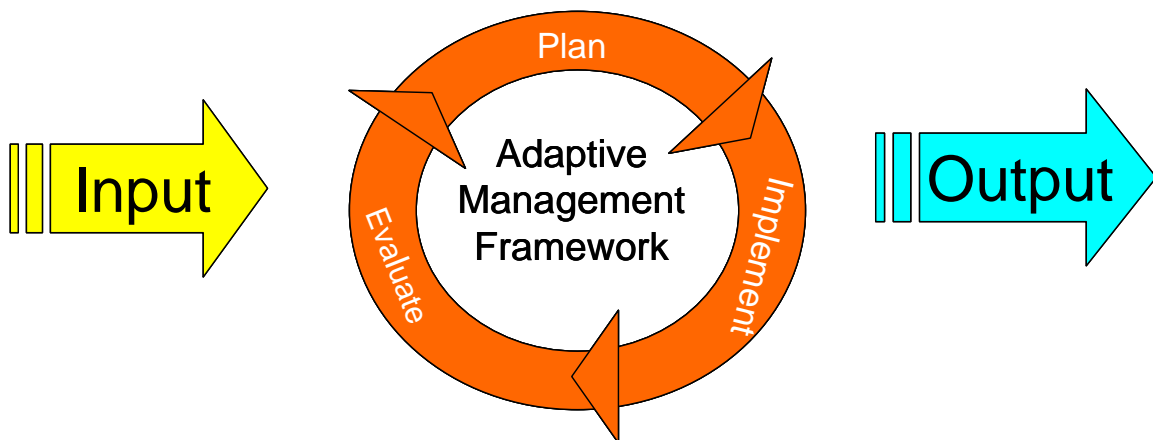 Plan
Input
Adaptive
Management
Framework
Implement
Evaluate
Output